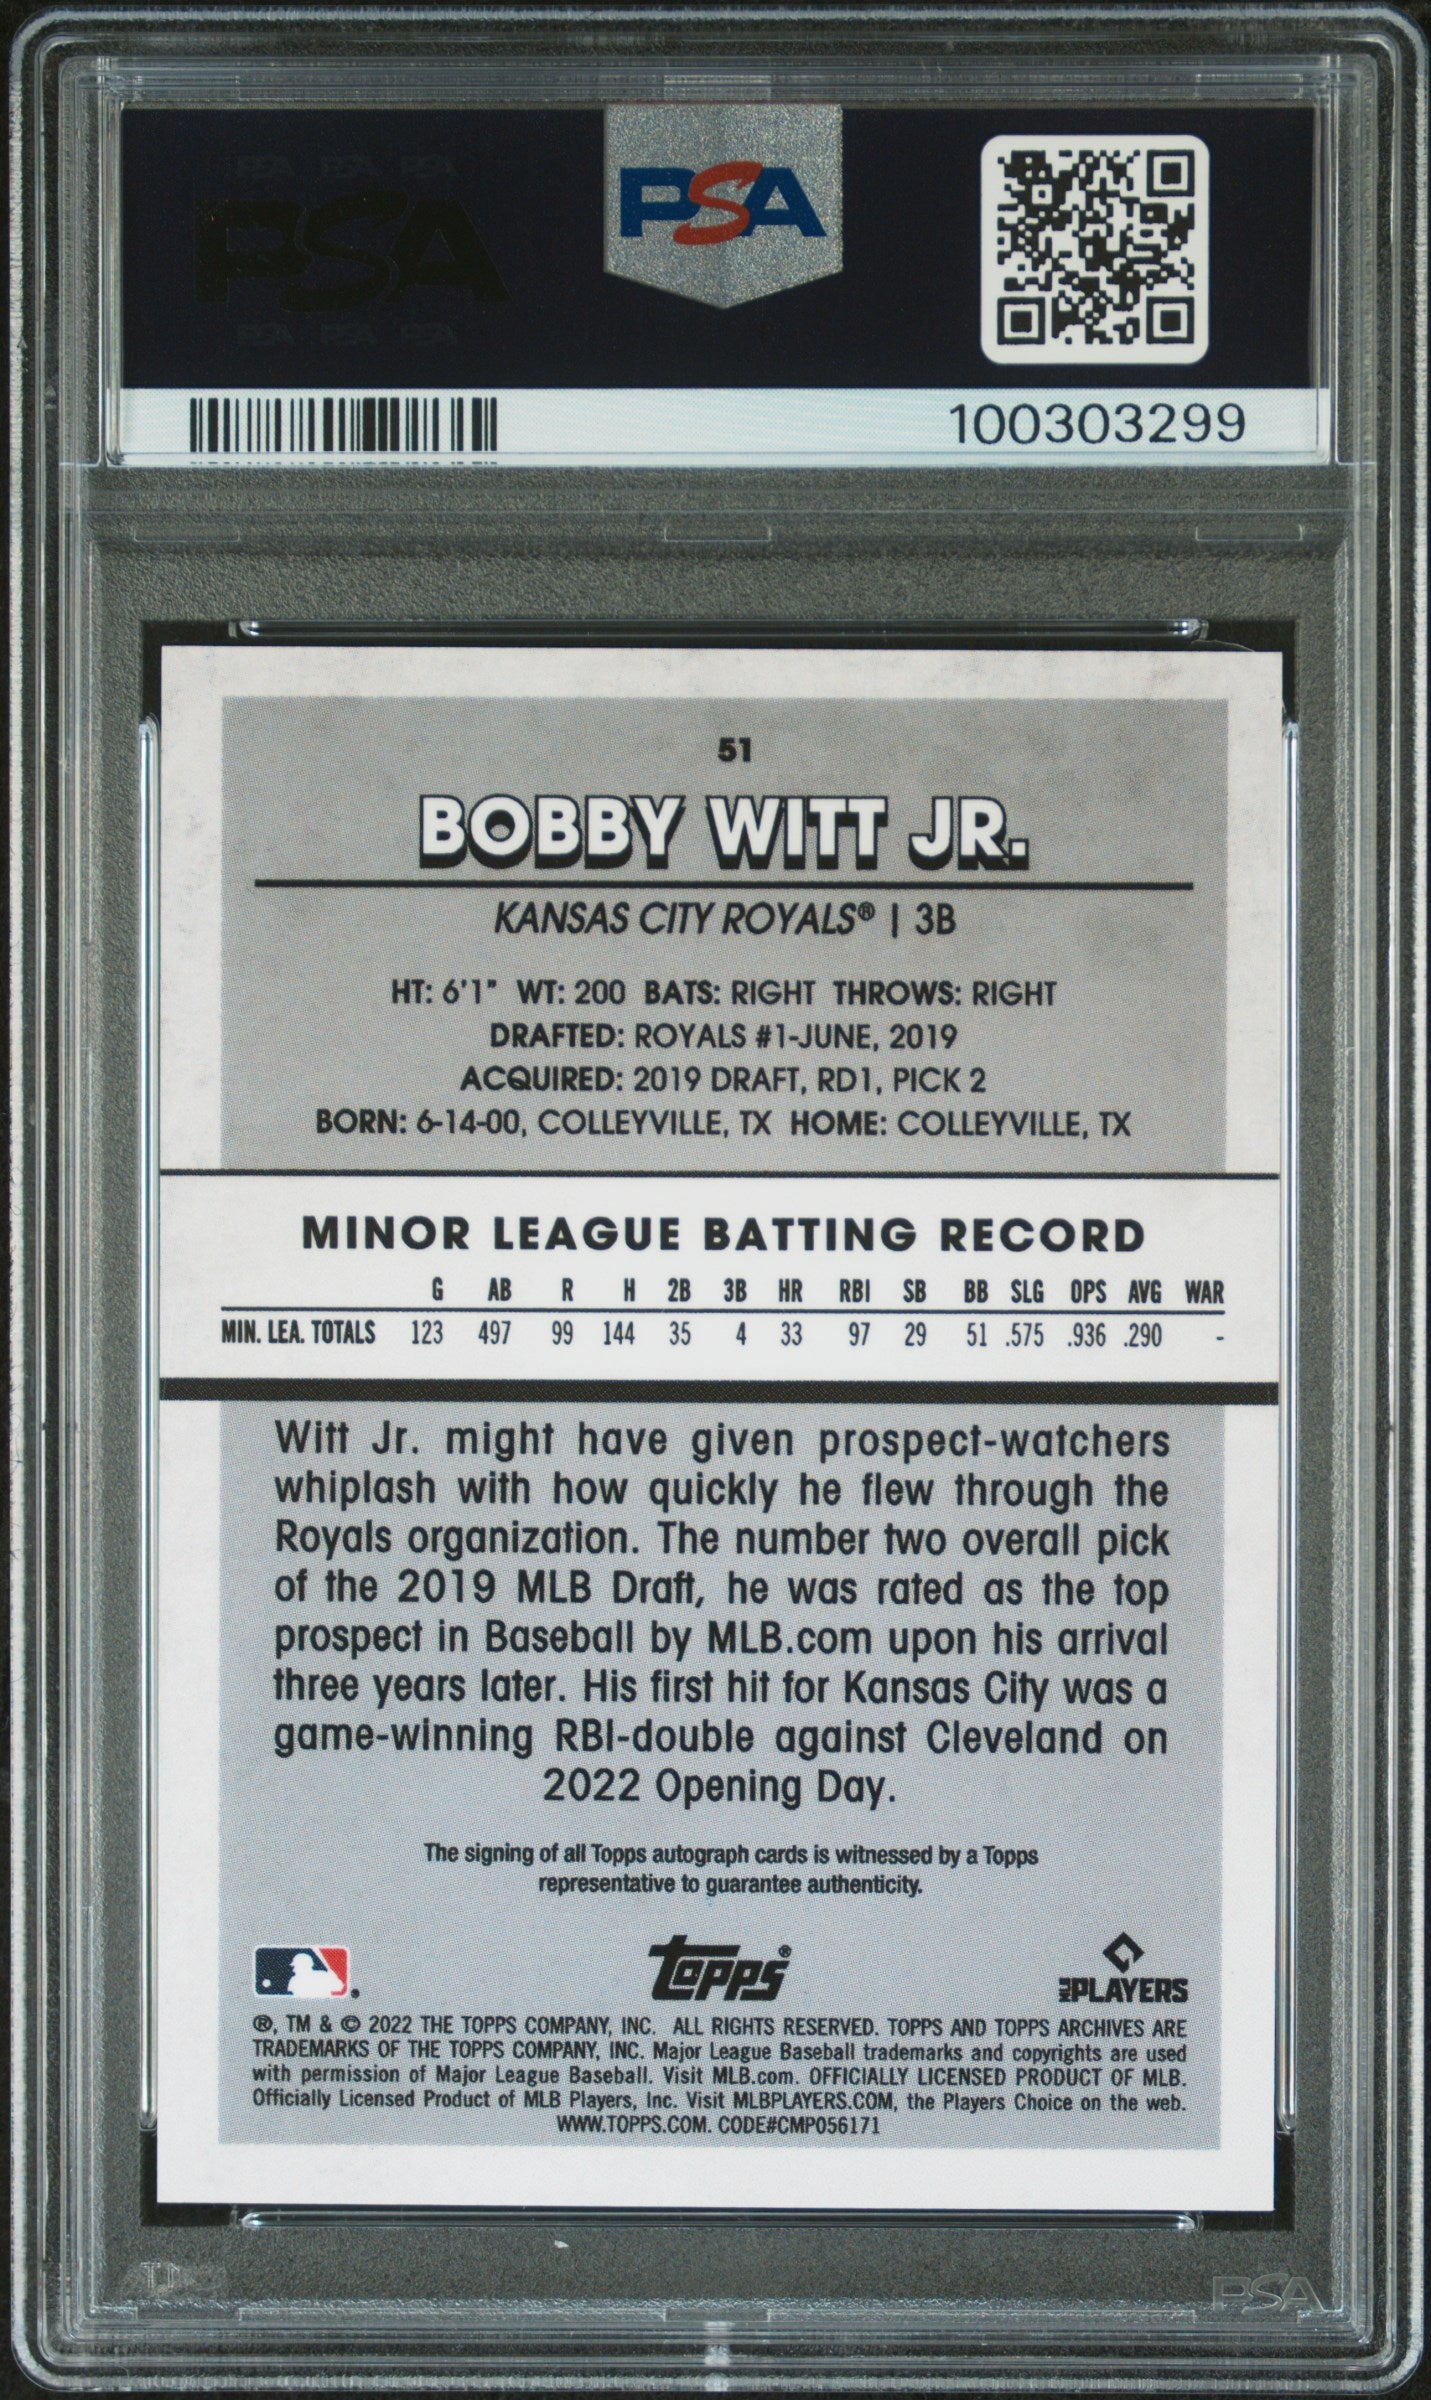 PSA PSA PSA
PSA
PSA
PSA PSA PSA
100303299
51
BOBBY WITT JR.
KANSAS CITY ROYALS® | 3B
HT: 6'1" WT: 200 BATS: RIGHT THROWS: RIGHT
DRAFTED: ROYALS #1-JUNE, 2019
ACQUIRED: 2019 DRAFT, RD1, PICK 2
BORN: 6-14-00, COLLEYVILLE, TX HOME: COLLEYVILLE, TX
MINOR LEAGUE BATTING RECORD
G AB R H 2B 3B HR RBI SB BB SLG OPS AVG WAR
MIN. LEA. TOTALS 123 497 99 144 35 4 33 97 29 51 .575 .936 .290 -
Witt Jr. might have given prospect-watchers
whiplash with how quickly he flew through the
Royals organization. The number two overall pick
of the 2019 MLB Draft, he was rated as the top
prospect in Baseball by MLB.com upon his arrival
three years later. His first hit for Kansas City was a
game-winning RBI-double against Cleveland on
2022 Opening Day.
The signing of all Topps autograph cards is witnessed by a Topps
representative to guarantee authenticity.
Topps®
MLB PLAYERS
®, TM & © 2022 THE TOPPS COMPANY, INC. ALL RIGHTS RESERVED. TOPPS AND TOPPS ARCHIVES ARE
TRADEMARKS OF THE TOPPS COMPANY, INC. Major League Baseball trademarks and copyrights are used
with permission of Major League Baseball. Visit MLB.com. OFFICIALLY LICENSED PRODUCT OF MLB.
Officially Licensed Product of MLB Players, Inc. Visit MLBPLAYERS.COM, the Players Choice on the web.
WWW.TOPPS.COM. CODE#CMP056171
PSA